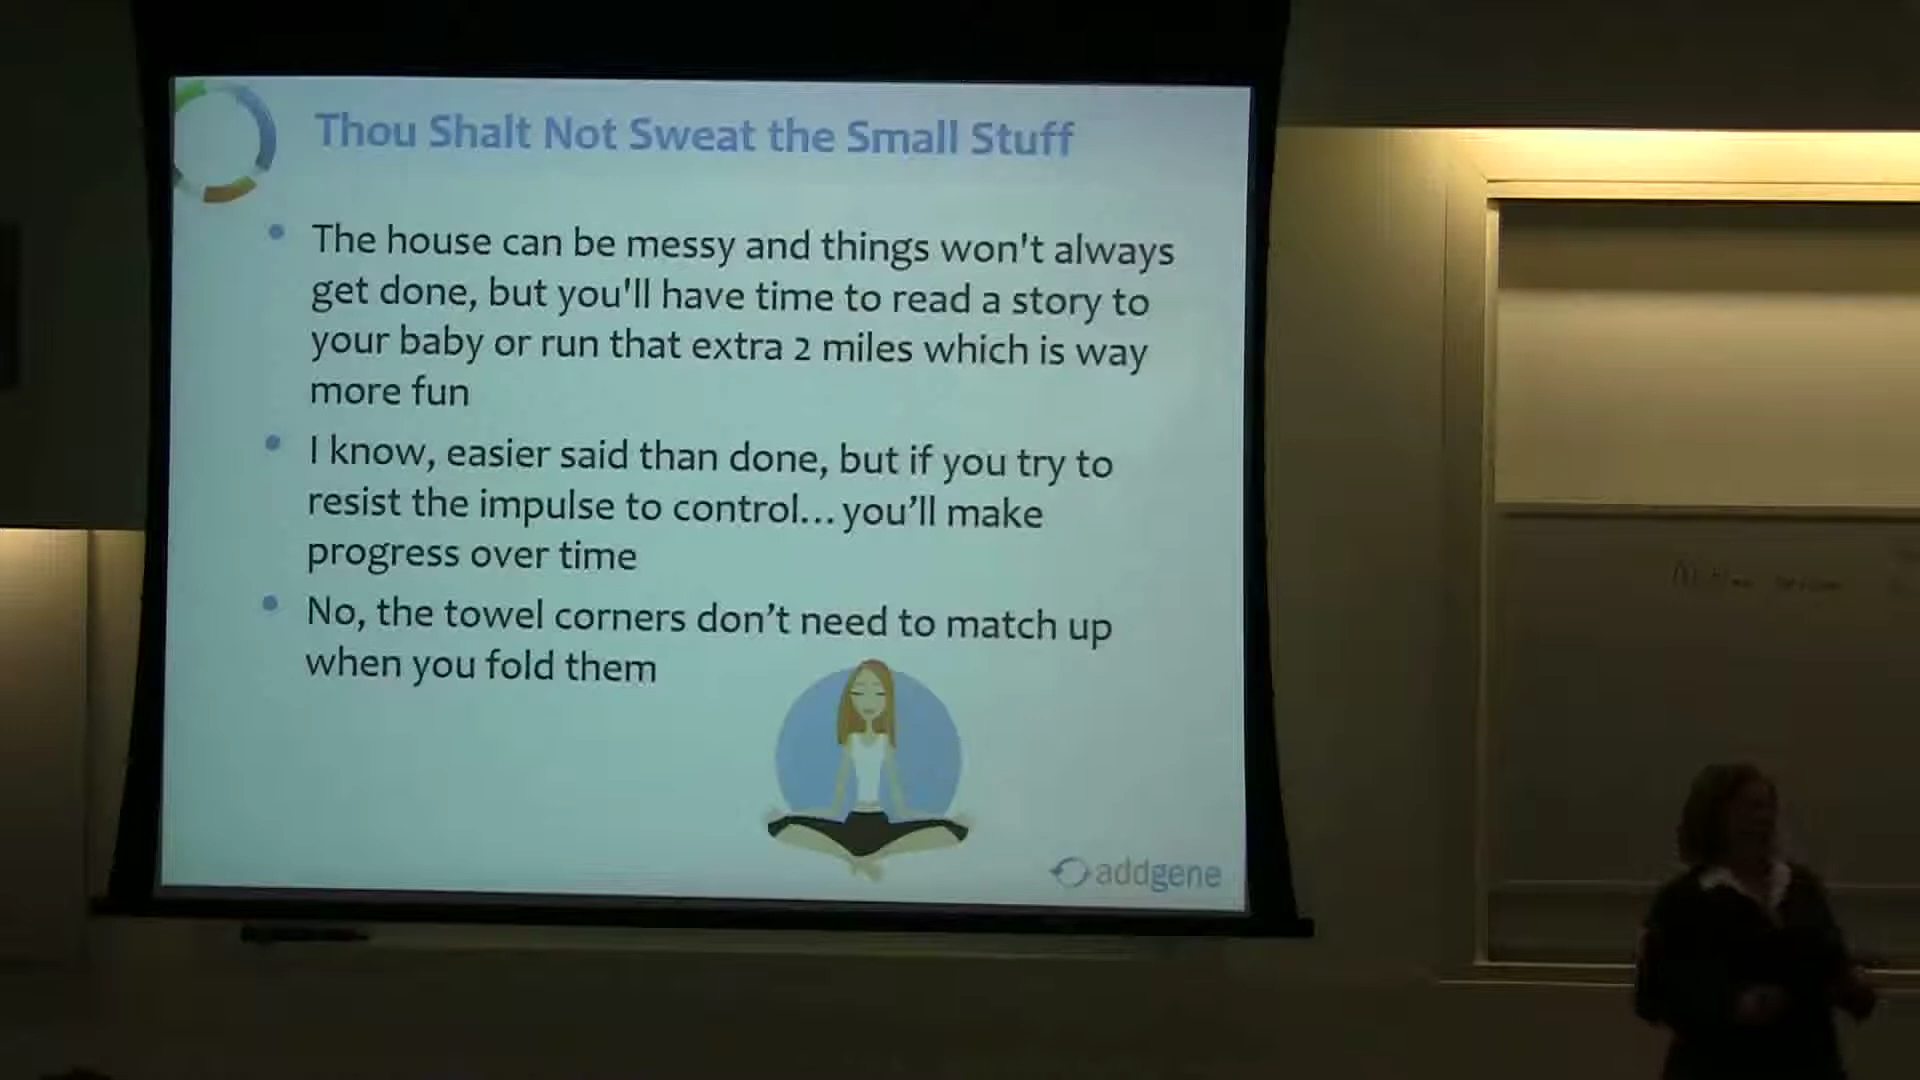 Thou Shalt Not Sweat the Small Stuff
• The house can be messy and things won't always
get done, but you'll have time to read a story to
your baby or run that extra 2 miles which is way
more fun
• I know, easier said than done, but if you try to
resist the impulse to control... you’ll make
progress over time
• No, the towel corners don’t need to match up
when you fold them
addgene